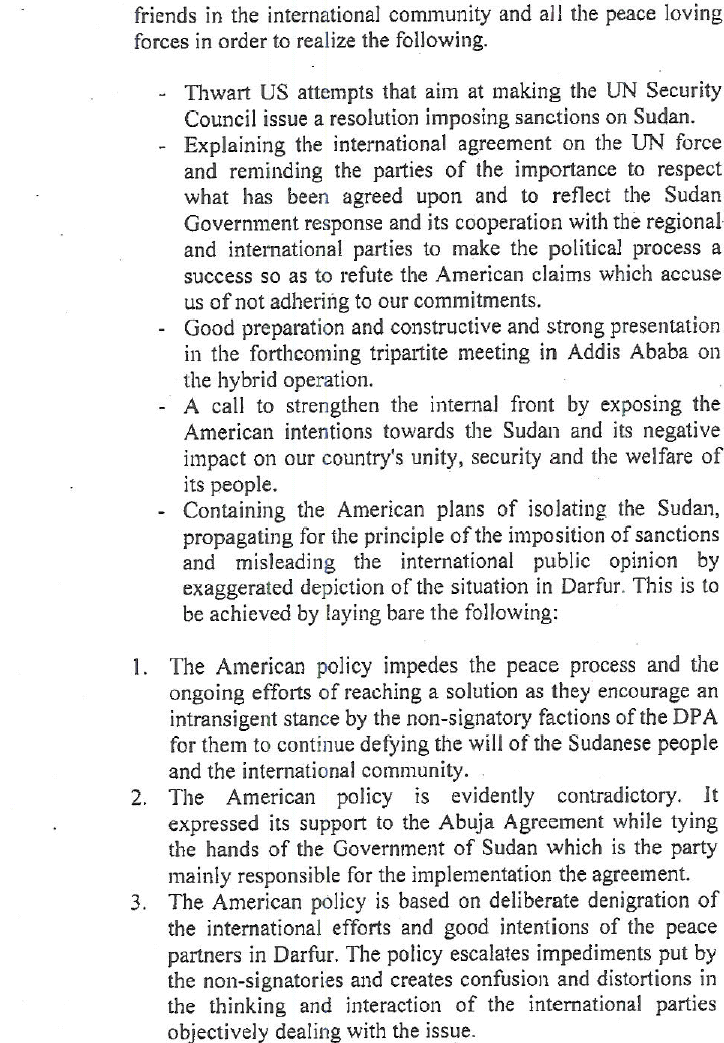 friends in the international community and all the peace loving
forces in order to realize the following.
- Thwart US attempts that aim at making the UN Security
Council issue a resolution imposing sanctions on Sudan.
- Explaining the international agreement on the UN force
and reminding the parties of the importance to respect
what has been agreed upon and to reflect the Sudan
Government response and its cooperation with the regional
and international parties to make the political process a
success so as to refute the American claims which accuse
us of not adhering to our commitments.
- Good preparation and constructive and strong presentation
in the forthcoming tripartite meeting in Addis Ababa on
the hybrid operation.
- A call to strengthen the internal front by exposing the
American intentions towards the Sudan and its negative
impact on our country's unity, security and the welfare of
its people.
- Containing the American plans of isolating the Sudan,
propagating for the principle of the imposition of sanctions
and misleading the international public opinion by
exaggerated depiction of the situation in Darfur. This is to
be achieved by laying bare the following:
1. The American policy impedes the peace process and the
ongoing efforts of reaching a solution as they encourage an
intransigent stance by the non-signatory factions of the DPA
for them to continue defying the will of the Sudanese people
and the international community.
2. The American policy is evidently contradictory. It
expressed its support to the Abuja Agreement while tying
the hands of the Government of Sudan which is the party
mainly responsible for the implementation the agreement.
3. The American policy is based on deliberate denigration of
the international efforts and good intentions of the peace
partners in Darfur. The policy escalates impediments put by
the non-signatories and creates confusion and distortions in
the thinking and interaction of the international parties
objectively dealing with the issue.